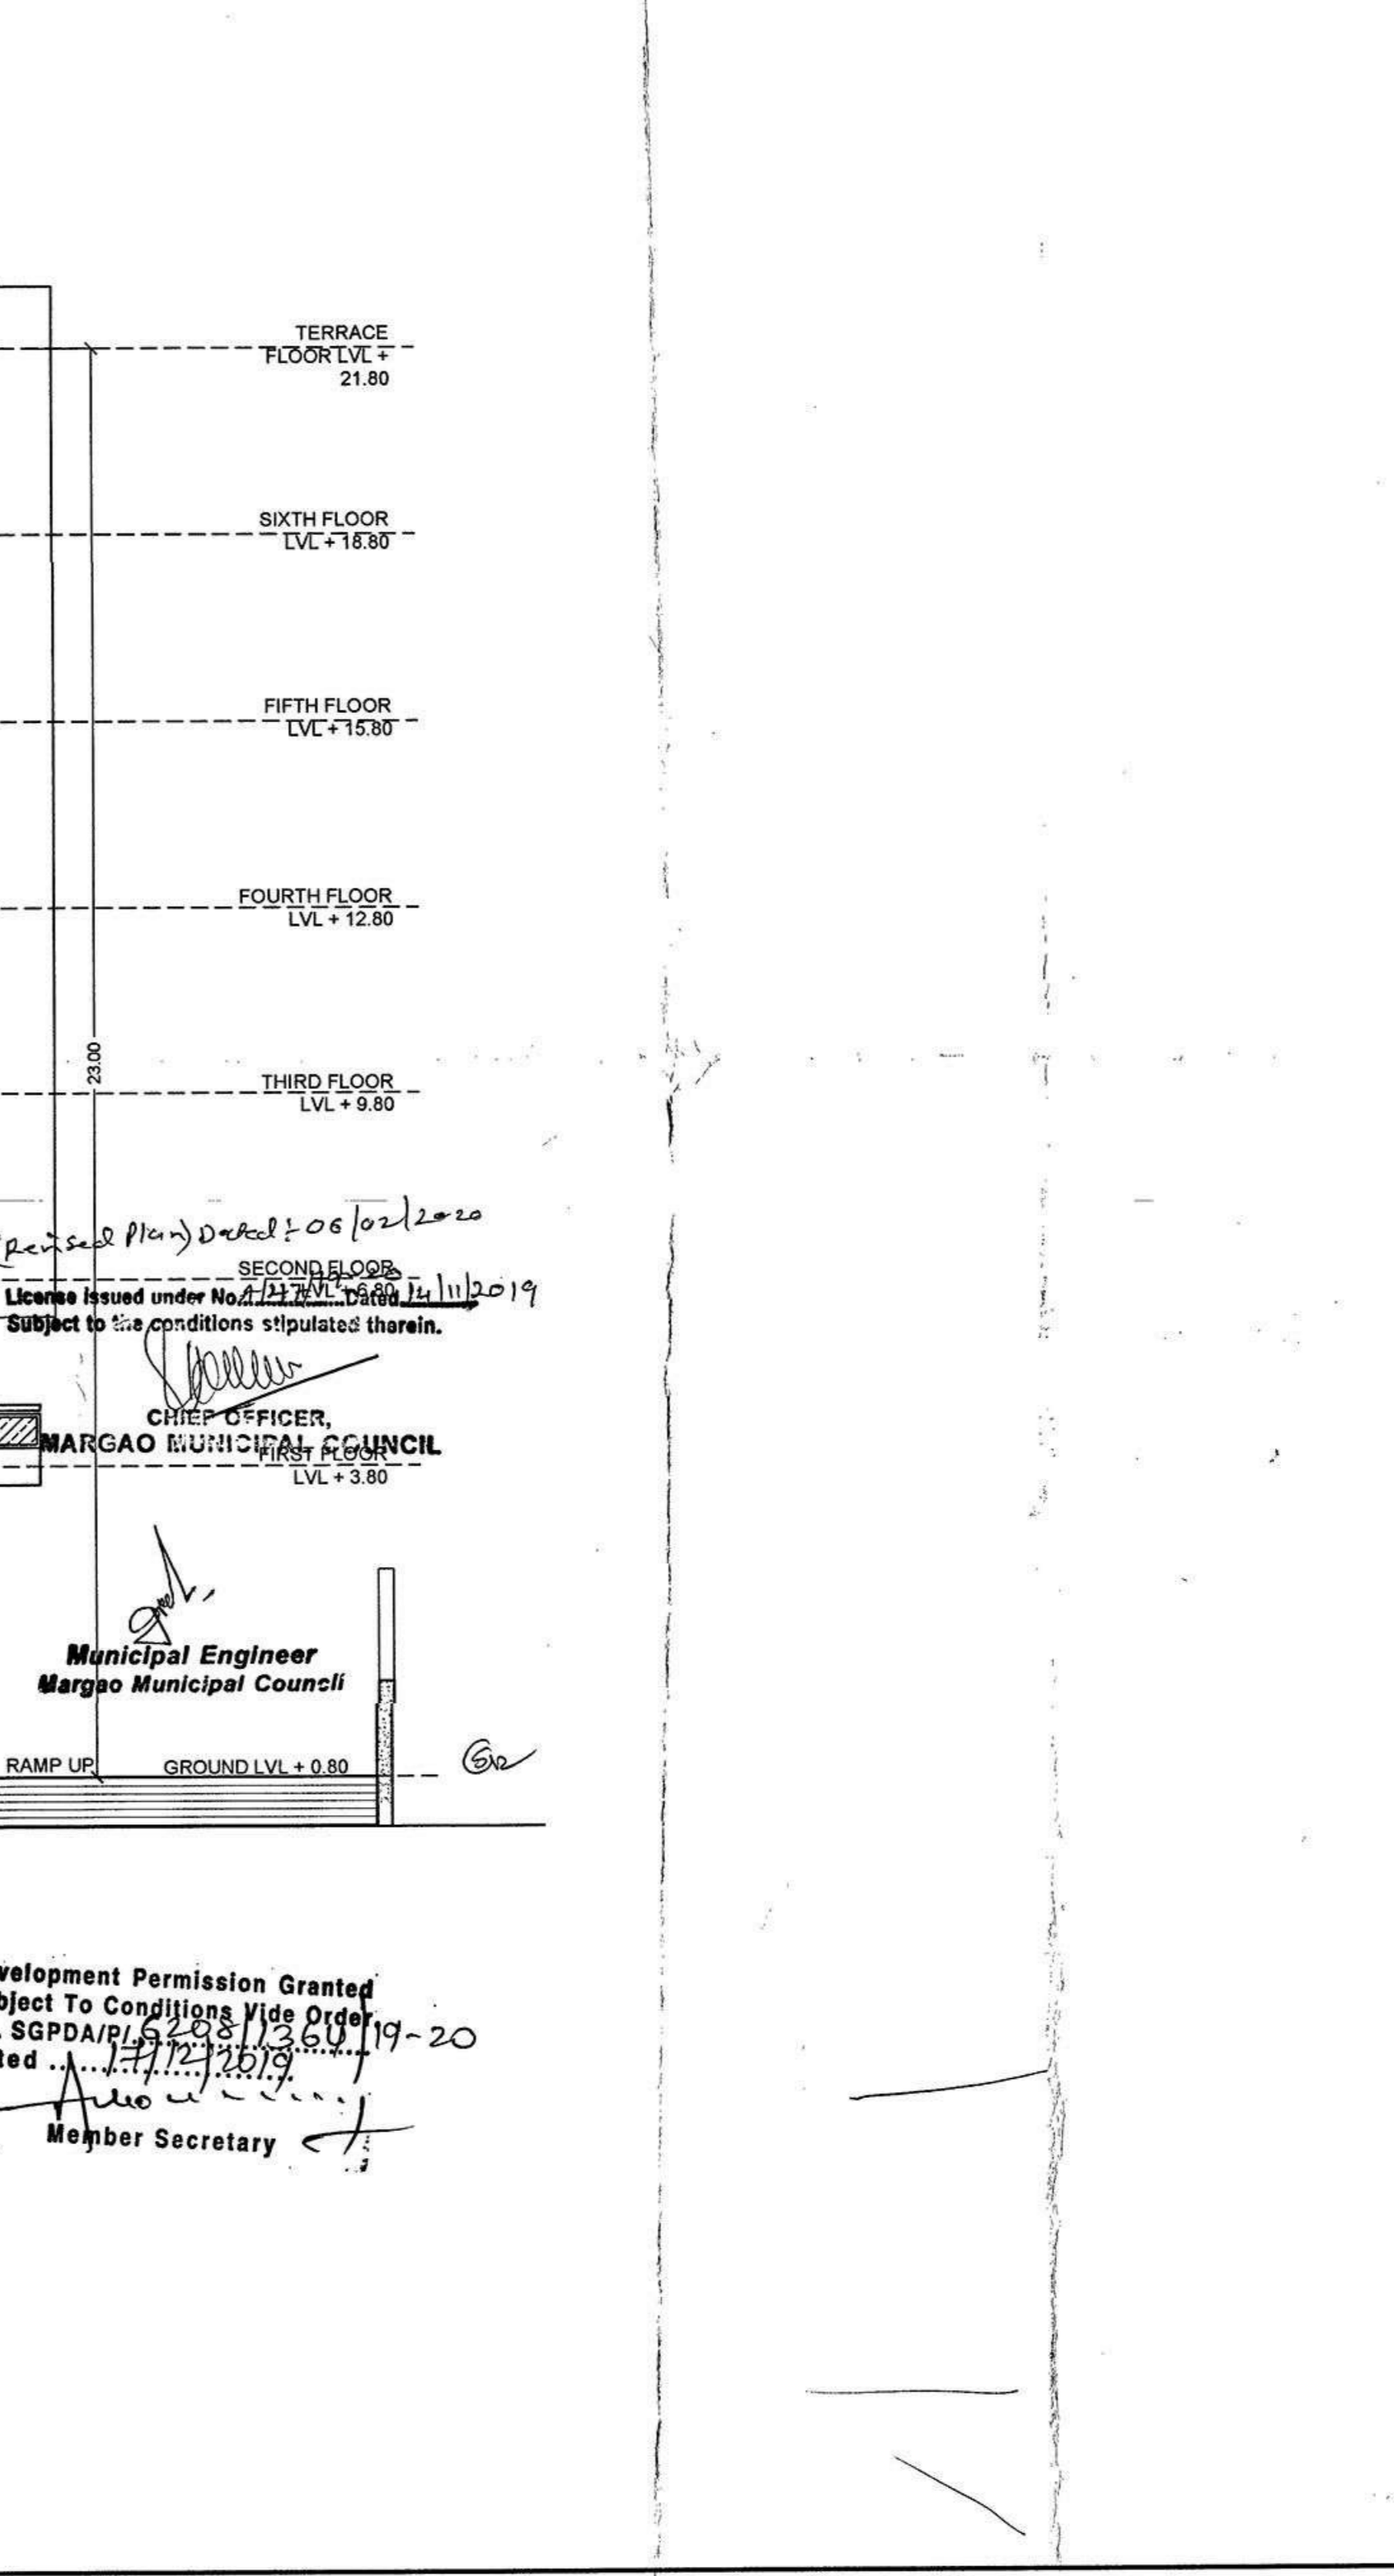 TERRACE
FLOOR LVL +
21.80
SIXTH FLOOR
LVL + 18.80
FIFTH FLOOR
LVL + 15.80
FOURTH FLOOR
LVL + 12.80
23.00
THIRD FLOOR
LVL + 9.80
(Revised Plan) Dated : 06/02/2020
SECOND FLOOR
LVL + 6.80
License issued under No. Dated 14/11/2019
Subject to the conditions stipulated therein.
CHIEF OFFICER,
MARGAO MUNICIPAL COUNCIL
FIRST FLOOR
LVL + 3.80
Municipal Engineer
Margao Municipal Council
RAMP UP
GROUND LVL + 0.80
velopment Permission Granted
bject To Conditions Vide Order
. SGPDA/P/ 6208/1364/19-20
ted 17/12/2019
Member Secretary